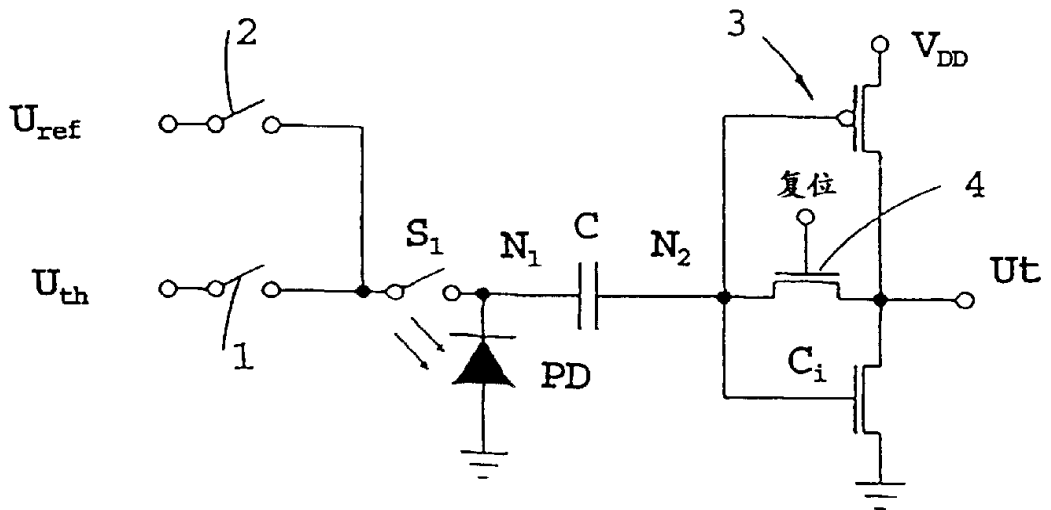 2
3
V_DD
U_ref
复位
4
S_1
N_1
C
N_2
U_th
Ut
1
PD
C_i